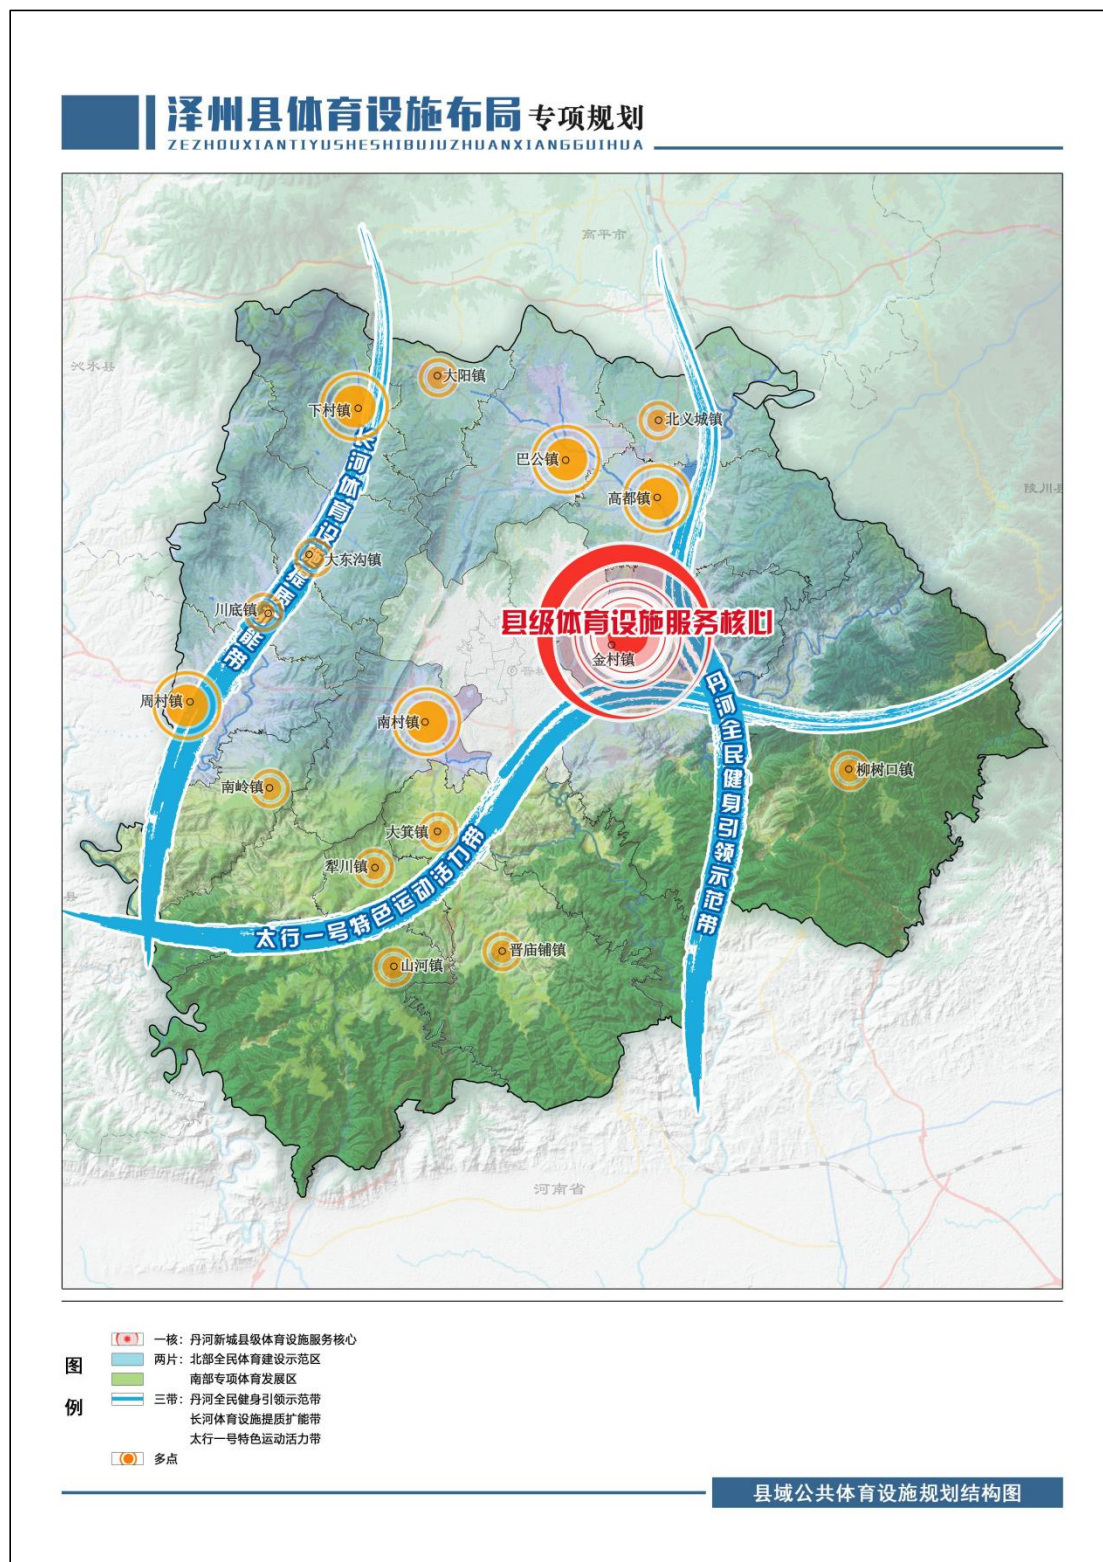 泽州县体育设施布局 专项规划
ZEZHOUXIANTIYUSHESHIBUJUZHUANXIANGGUIHUA
高平市
沁水县
大阳镇
下村镇
北义城镇
巴公镇
高都镇
陵川县
长河体育设施提质扩能带
大东沟镇
川底镇
县级体育设施服务核心
金村镇
周村镇
南村镇
丹河全民健身引领示范带
柳树口镇
南岭镇
大箕镇
犁川镇
县
太行一号特色运动活力带
晋庙铺镇
山河镇
河南省
图例
一核：丹河新城县级体育设施服务核心
两片：北部全民体育建设示范区
南部专项体育发展区
三带：丹河全民健身引领示范带
长河体育设施提质扩能带
太行一号特色运动活力带
多点
县域公共体育设施规划结构图